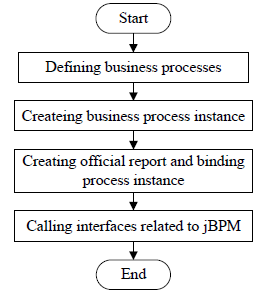 Start
Defining business processes
Createing business process instance
Creating official report and binding
process instance
Calling interfaces related to jBPM
End